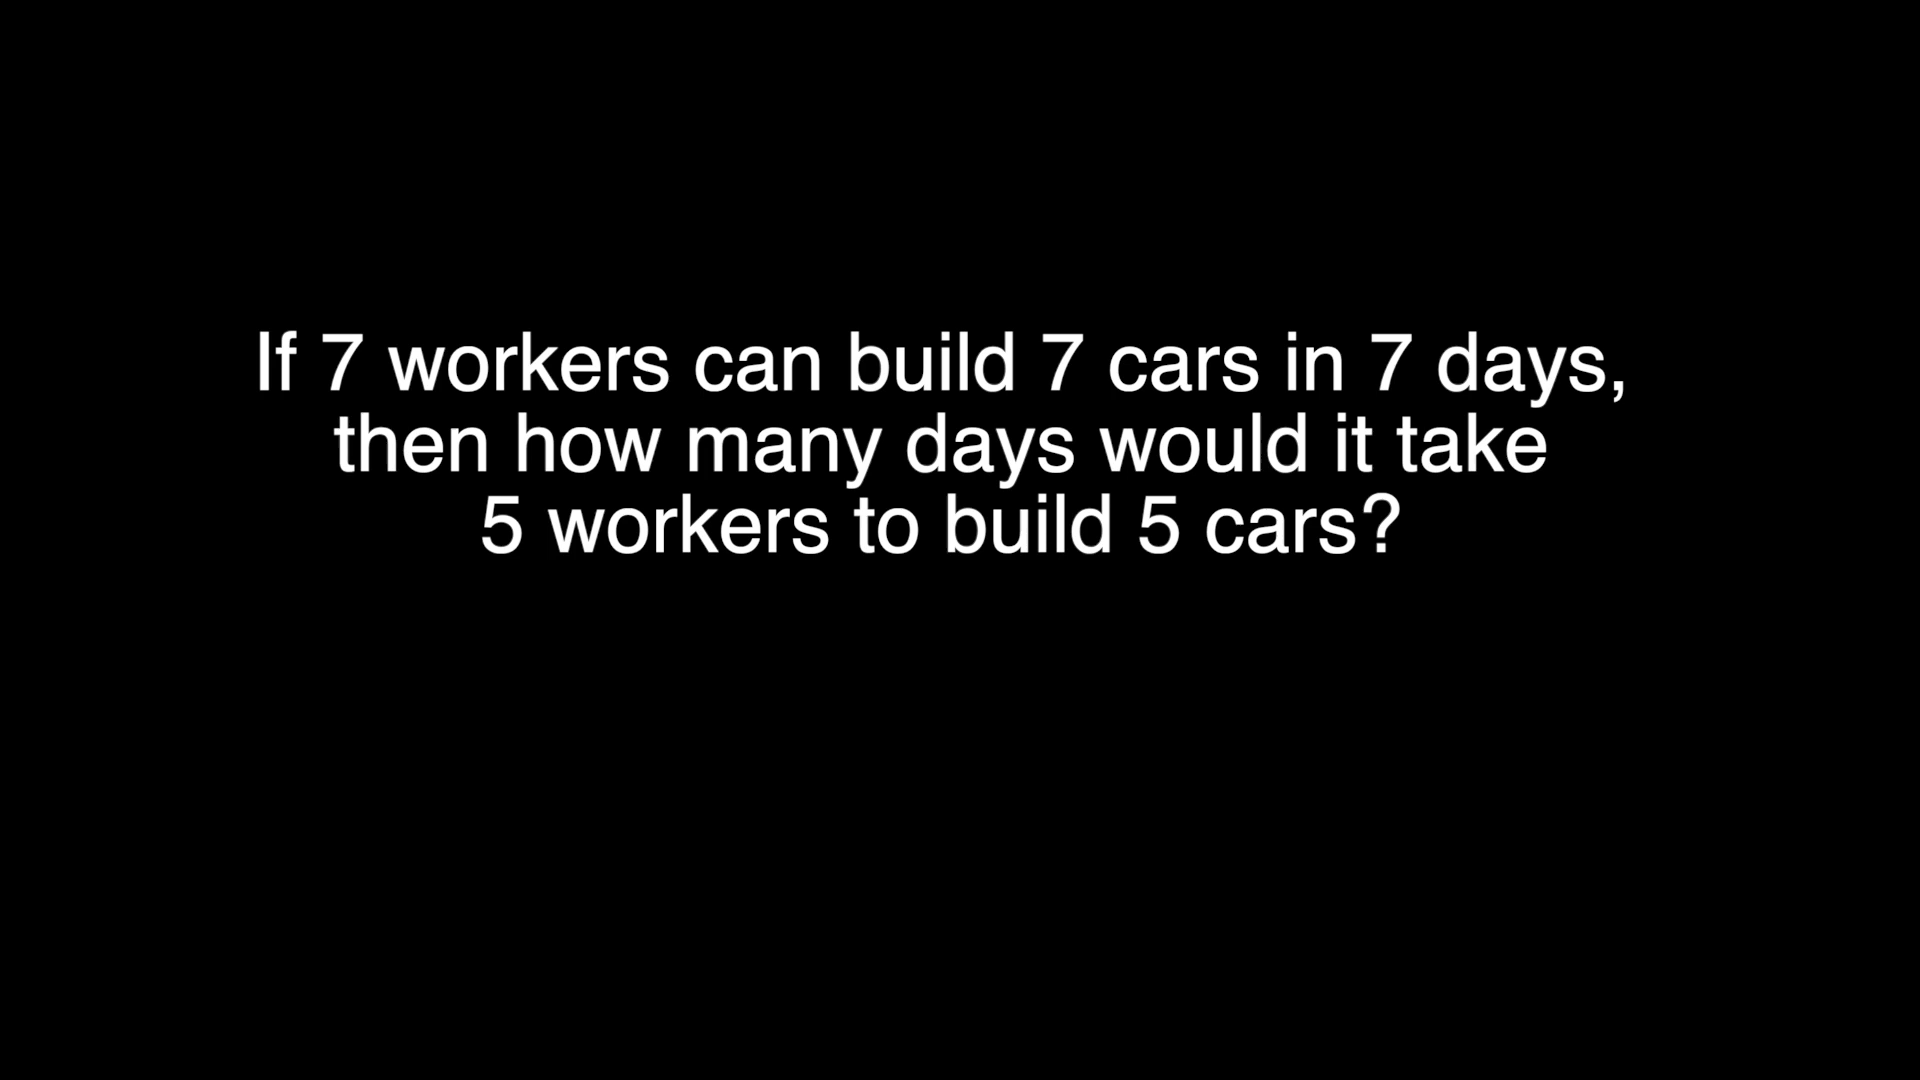 If 7 workers can build 7 cars in 7 days,
then how many days would it take
5 workers to build 5 cars?